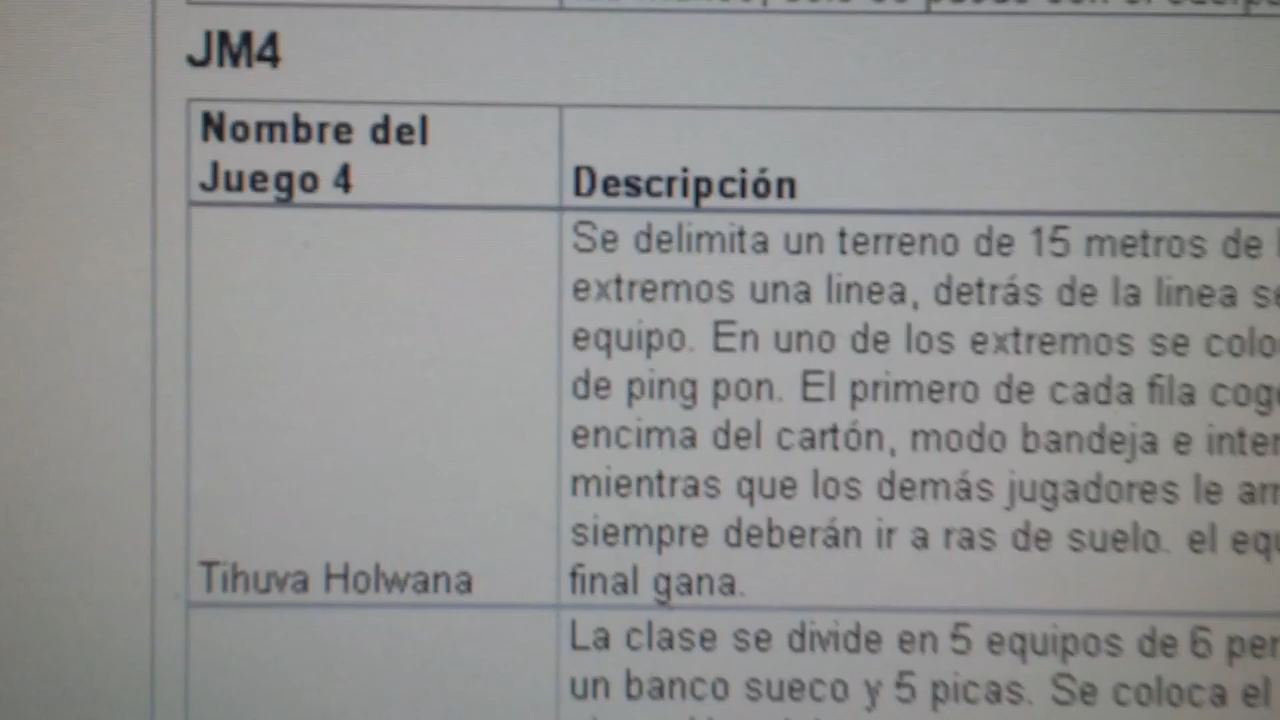 JM4
Nombre del
Juego 4
Descripción
Se delimita un terreno de 15 metros de
extremos una linea, detrás de la linea
equipo. En uno de los extremos se
de ping pon. El primero de cada fila
encima del cartón, modo bandeja e
mientras que los demás jugadores le
siempre deberán ir a ras de suelo. el
final gana.
Tihuva Holwana
La clase se divide en 5 equipos de 6
un banco sueco y 5 picas. Se coloca el